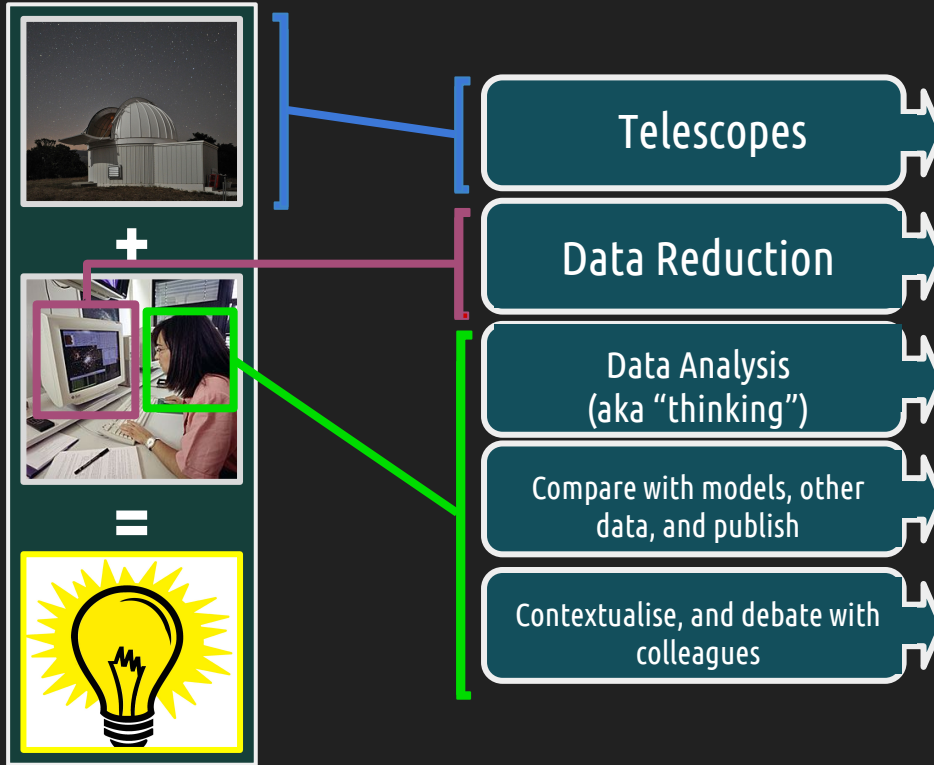 Telescopes
+
Data Reduction
Data Analysis
(aka “thinking”)
Compare with models, other
data, and publish
=
Contextualise, and debate with
colleagues